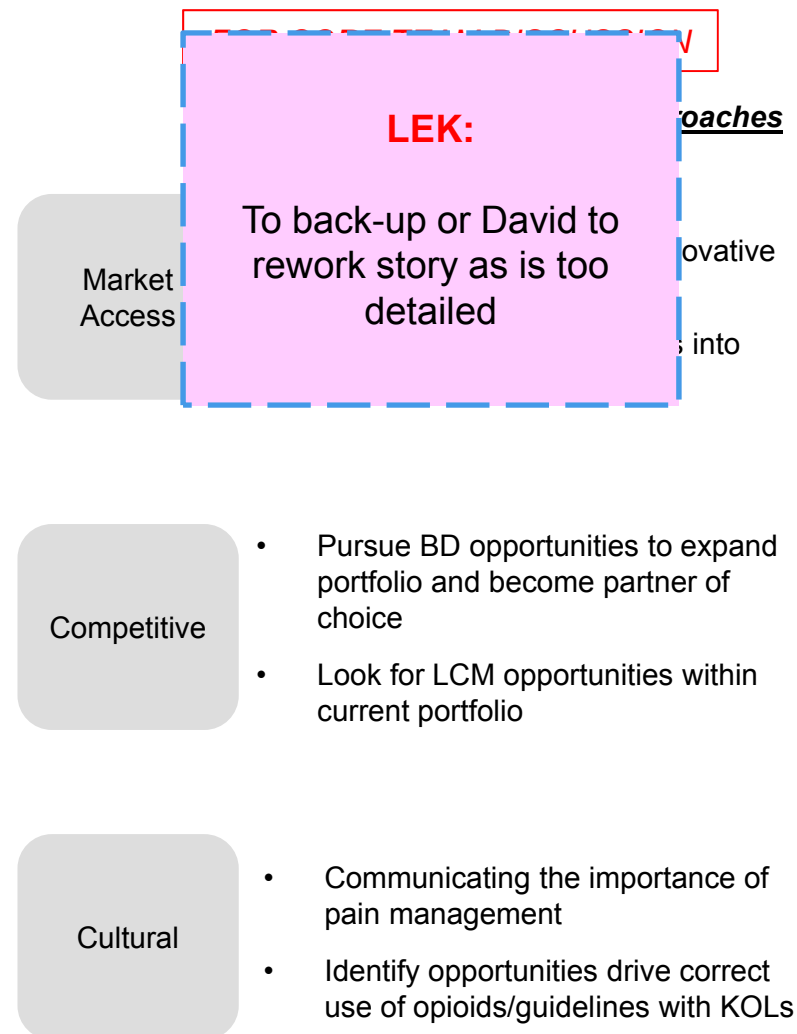 roaches
LEK:
To back-up or David to
rework story as is too
detailed
Market
Access
ovative
into
Competitive
• Pursue BD opportunities to expand
portfolio and become partner of
choice
• Look for LCM opportunities within
current portfolio
Cultural
• Communicating the importance of
pain management
• Identify opportunities drive correct
use of opioids/guidelines with KOLs